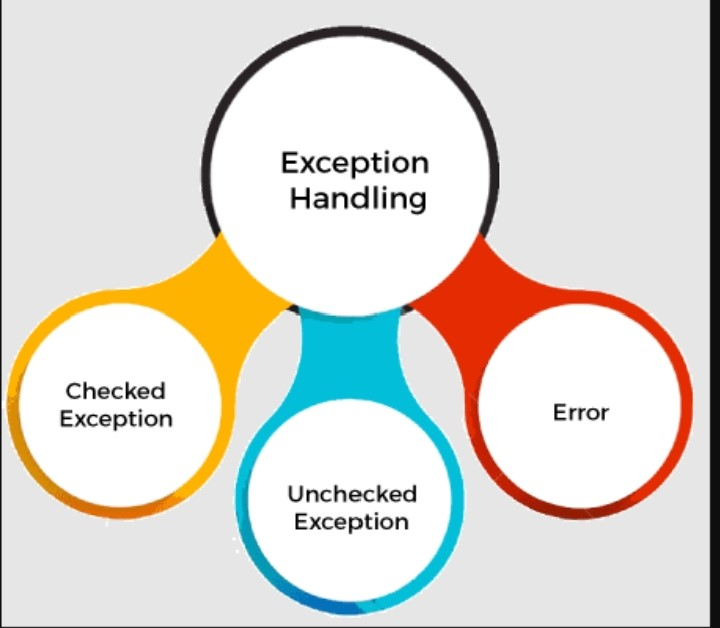 Exception
Handling
Checked
Exception
Unchecked
Exception
Error